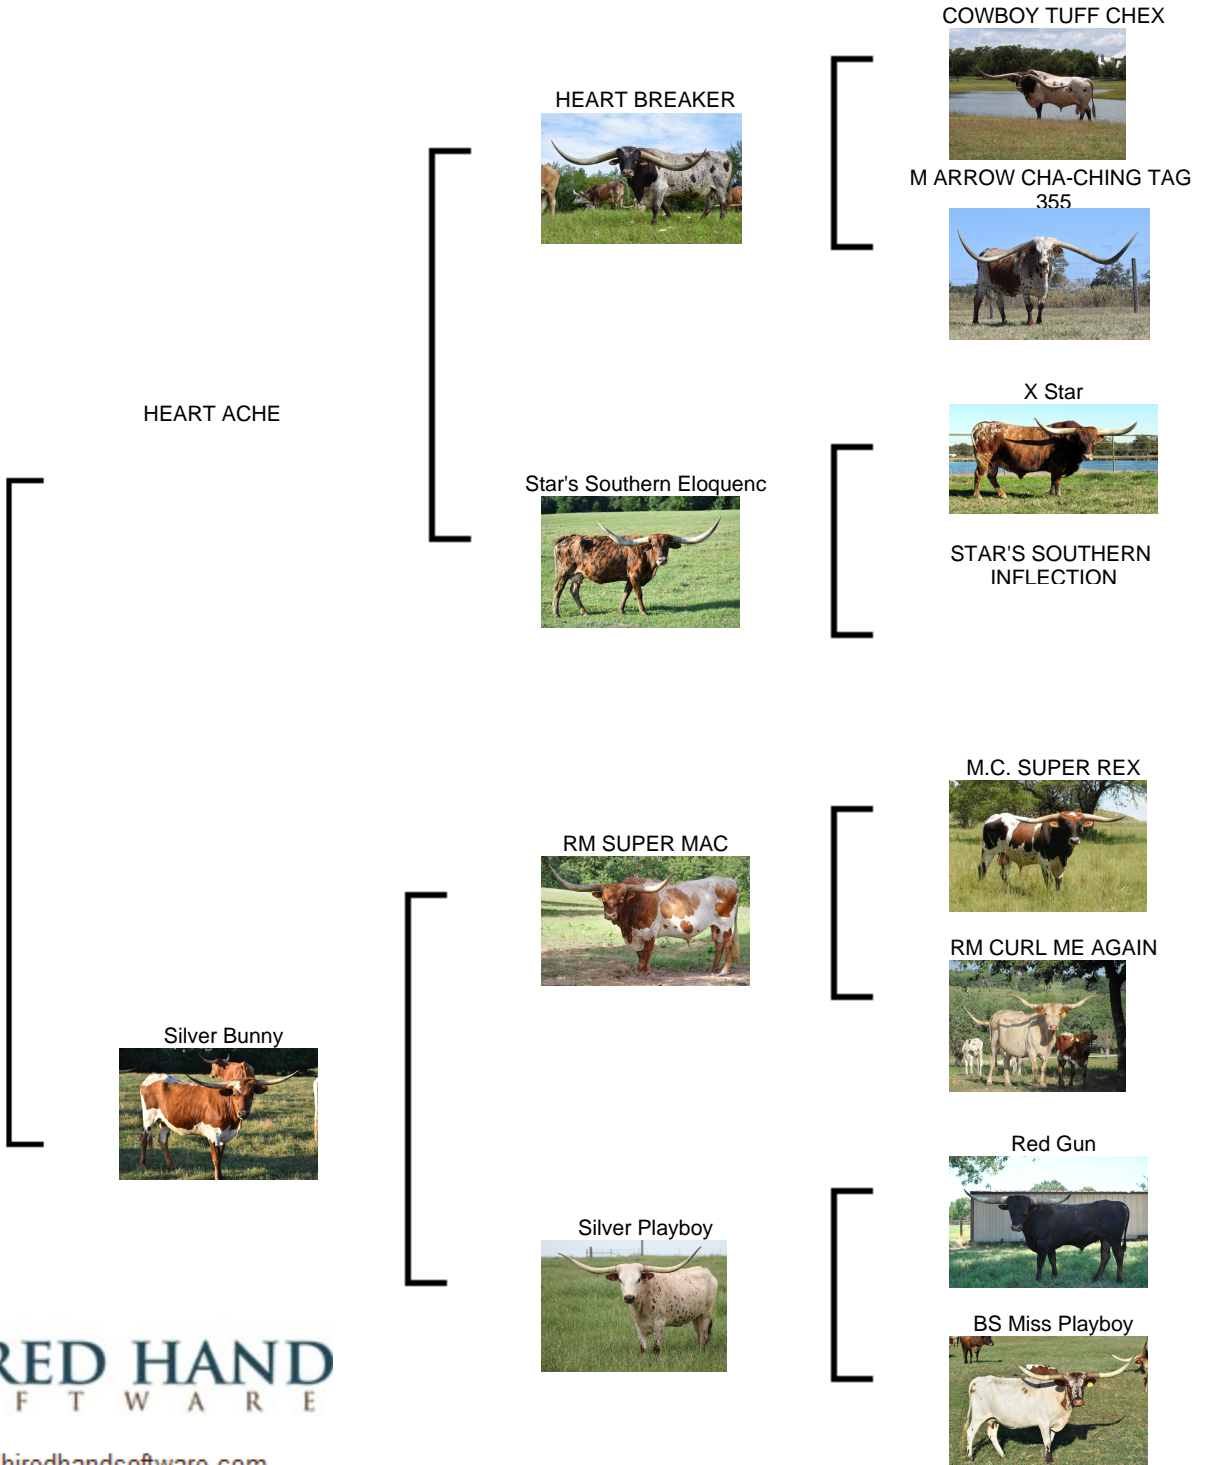 COWBOY TUFF CHEX
HEART BREAKER
M ARROW CHA-CHING TAG
355
HEART ACHE
X Star
Star's Southern Eloquenc
STAR'S SOUTHERN
INFLECTION
M.C. SUPER REX
RM SUPER MAC
RM CURL ME AGAIN
Silver Bunny
Red Gun
Silver Playboy
BS Miss Playboy
RED HAND
F T W A R E
hiredhandsoftware.com